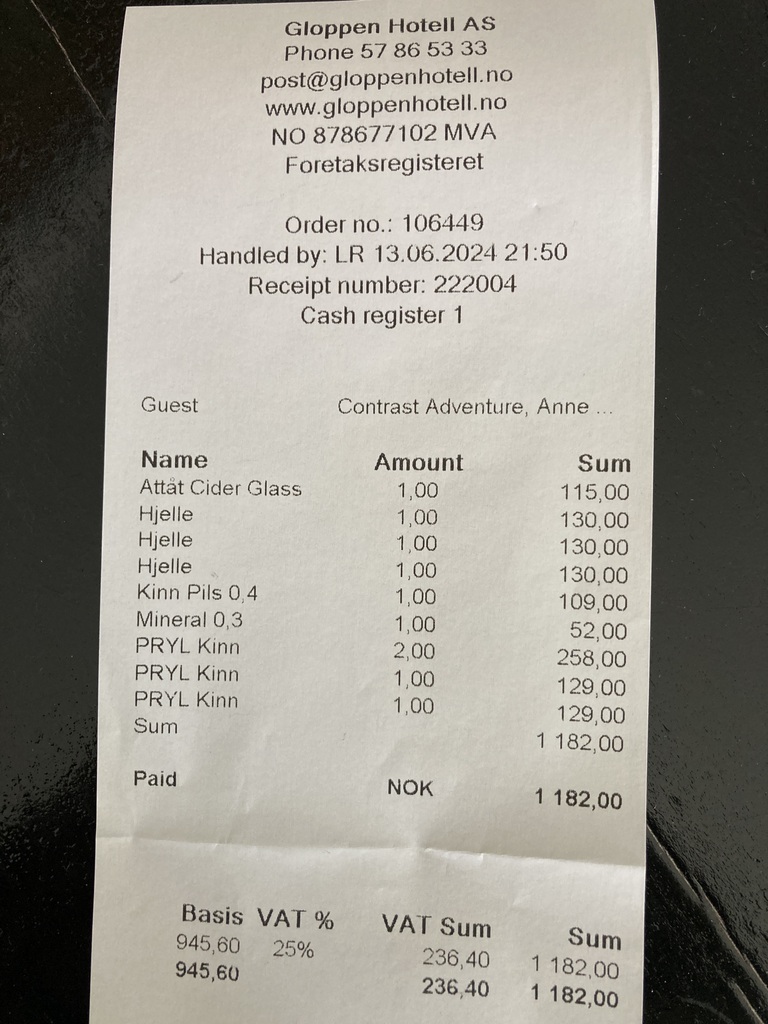 Gloppen Hotell AS
Phone 57 86 53 33
post@gloppenhotell.no
www.gloppenhotell.no
NO 878677102 MVA
Foretaksregisteret
Order no.: 106449
Handled by: LR 13.06.2024 21:50
Receipt number: 222004
Cash register 1
Guest Contrast Adventure, Anne ...
Name Amount Sum
Attåt Cider Glass 1,00 115,00
Hjelle 1,00 130,00
Hjelle 1,00 130,00
Hjelle 1,00 130,00
Kinn Pils 0,4 1,00 109,00
Mineral 0,3 1,00 52,00
PRYL Kinn 2,00 258,00
PRYL Kinn 1,00 129,00
PRYL Kinn 1,00 129,00
Sum 1 182,00
Paid NOK 1 182,00
Basis VAT % VAT Sum Sum
945,60 25% 236,40 1 182,00
945,60 236,40 1 182,00